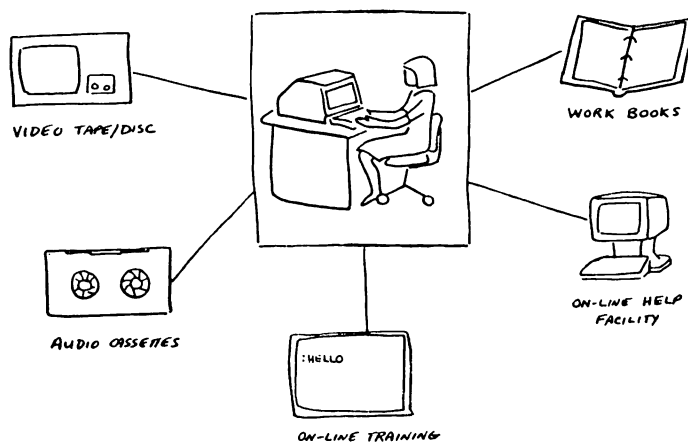 VIDEO TAPE/DISC
WORK BOOKS
AUDIO CASSETTES
ON-LINE HELP
FACILITY
:HELLO
ON-LINE TRAINING